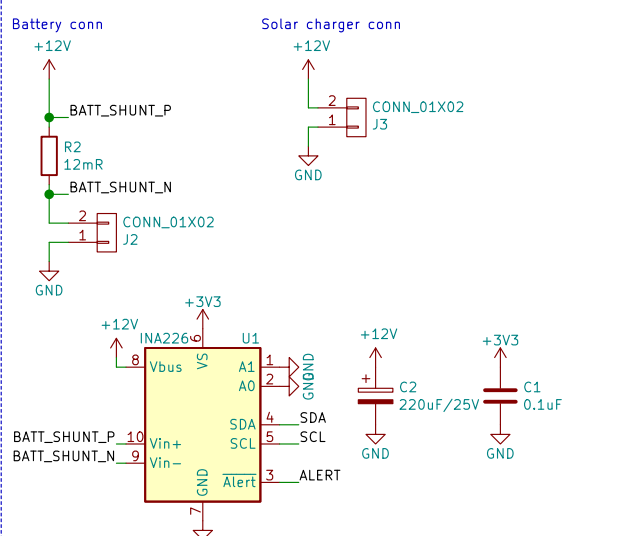 Battery conn
Solar charger conn
+12V
+12V
BATT_SHUNT_P
2
CONN_01X02
1
J3
R2
12mR
GND
BATT_SHUNT_N
2
CONN_01X02
1
J2
GND
+3V3
+12V
INA226
6
U1
+12V
+3V3
8
Vbus
VS
A1
1
GND
A0
2
GND
+
C2
220uF/25V
C1
0.1uF
SDA
4
SDA
BATT_SHUNT_P
10
Vin+
SCL
5
SCL
BATT_SHUNT_N
9
Vin-
GND
GND
GND
Alert
3
ALERT
7